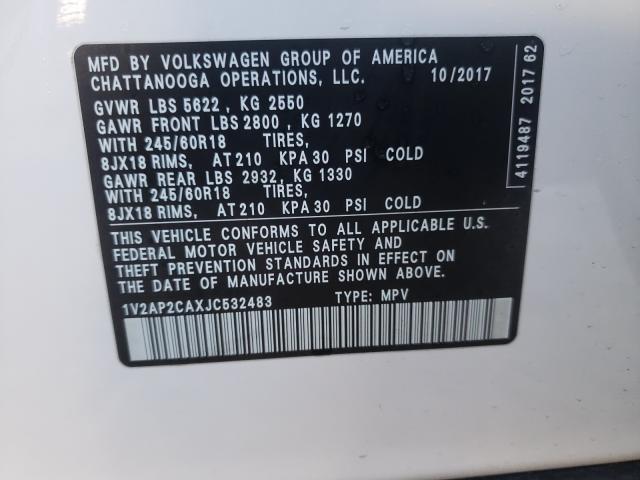 MFD BY VOLKSWAGEN GROUP OF AMERICA
CHATTANOOGA OPERATIONS, LLC. 10/2017
GVWR LBS 5622 , KG 2550
GAWR FRONT LBS 2800 , KG 1270
WITH 245/60R18 TIRES,
8JX18 RIMS, AT 210 KPA 30 PSI COLD
GAWR REAR LBS 2932, KG 1330
WITH 245/60R18 TIRES,
8JX18 RIMS, AT 210 KPA 30 PSI COLD
THIS VEHICLE CONFORMS TO ALL APPLICABLE U.S.
FEDERAL MOTOR VEHICLE SAFETY AND
THEFT PREVENTION STANDARDS IN EFFECT ON
THE DATE OF MANUFACTURE SHOWN ABOVE.
1V2AP2CAXJC532483 TYPE: MPV
4119487 2017 62